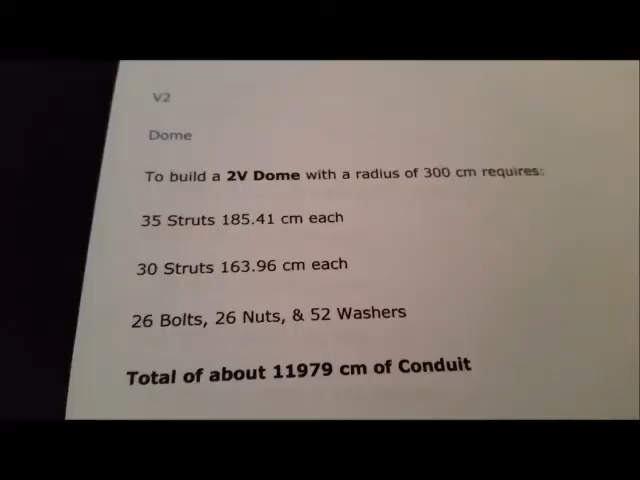 V2
Dome
To build a 2V Dome with a radius of 300 cm requires:
35 Struts 185.41 cm each
30 Struts 163.96 cm each
26 Bolts, 26 Nuts, & 52 Washers
Total of about 11979 cm of Conduit